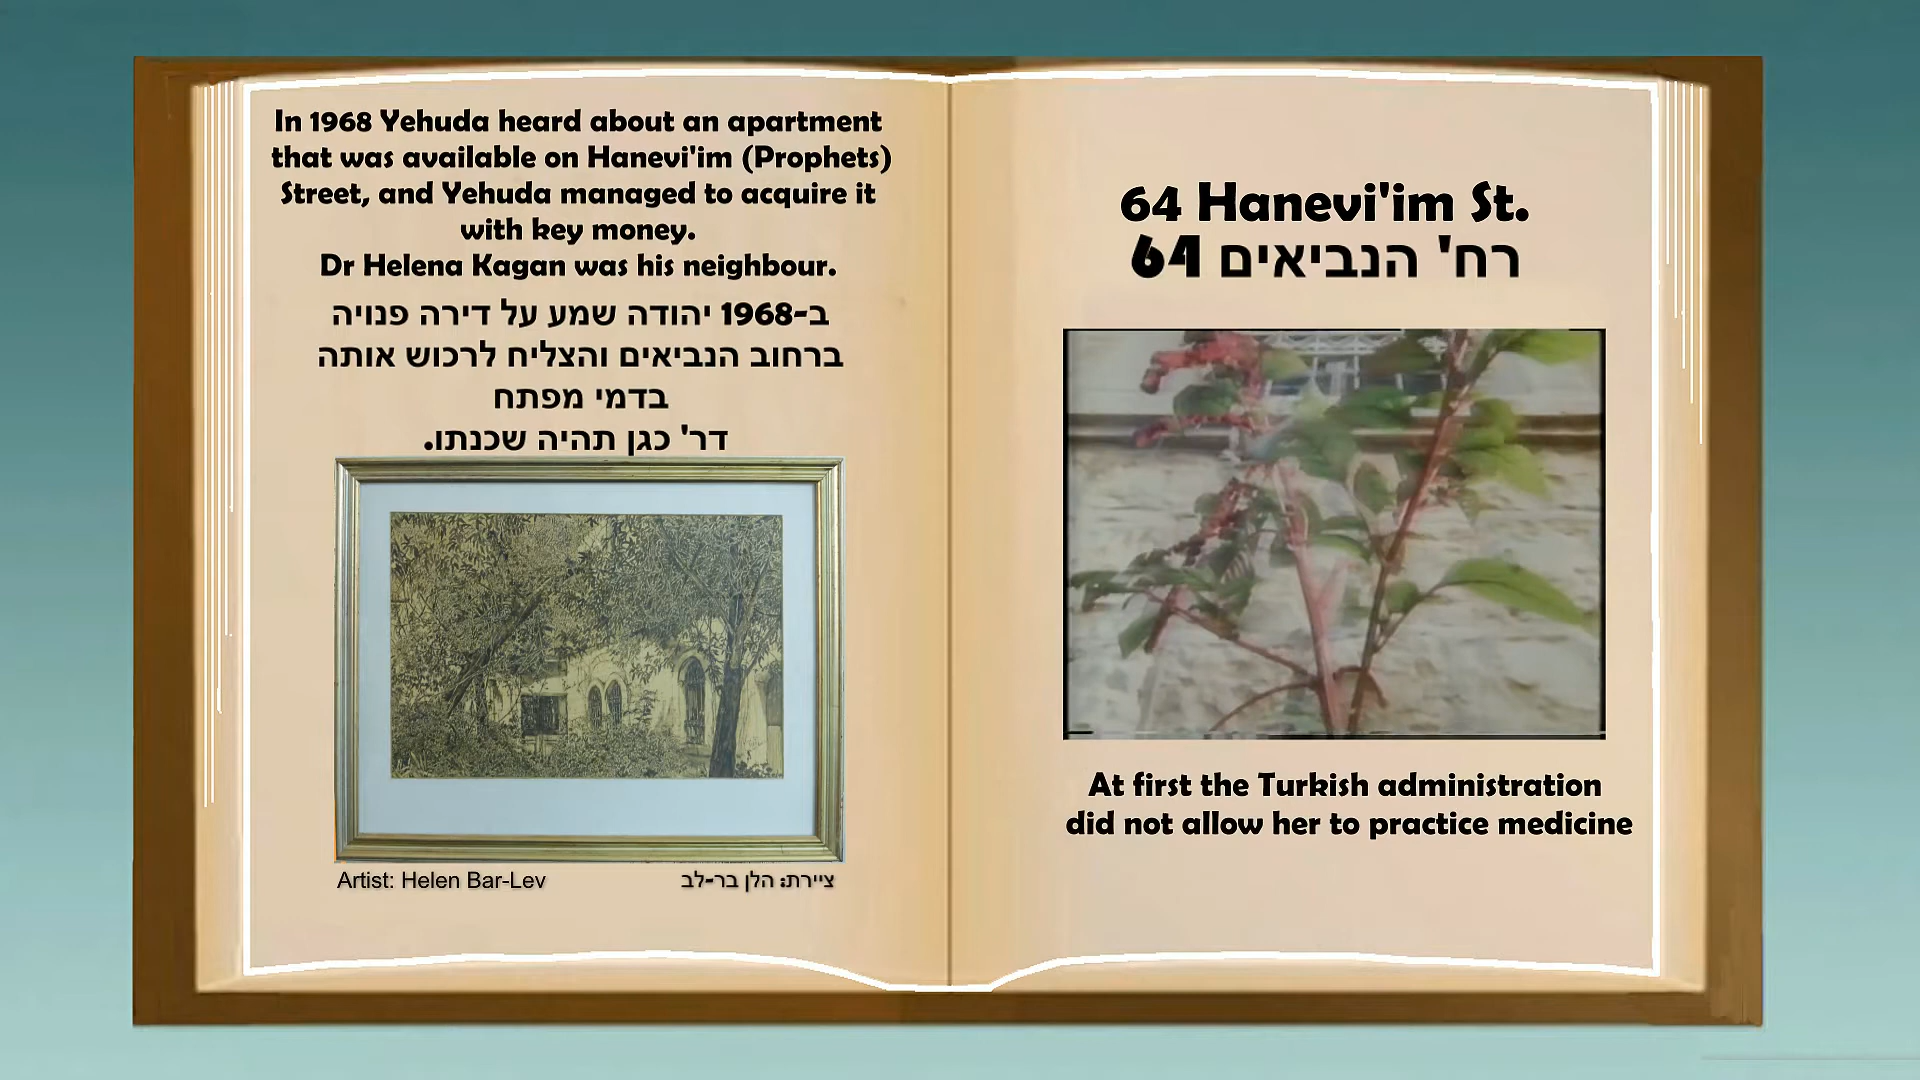 In 1968 Yehuda heard about an apartment
that was available on Hanevi'im (Prophets)
Street, and Yehuda managed to acquire it
with key money.
Dr Helena Kagan was his neighbour.
ב-1968 יהודה שמע על דירה פנויה
ברחוב הנביאים והצליח לרכוש אותה
בדמי מפתח
דר' כגן תהיה שכנתו.
Artist: Helen Bar-Lev
ציירת: הלן בר-לב
64 Hanevi'im St.
רח' הנביאים 64
At first the Turkish administration
did not allow her to practice medicine